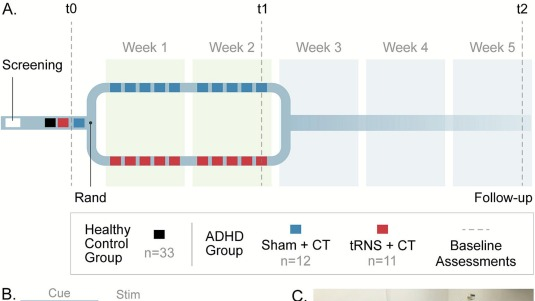 A.
t0
t1
t2
Week 1
Week 2
Week 3
Week 4
Week 5
Screening
Rand
Follow-up
Healthy
Control
Group
n=33
ADHD
Group
Sham + CT
n=12
tRNS + CT
n=11
Baseline
Assessments
B.
Cue
Stim
C.